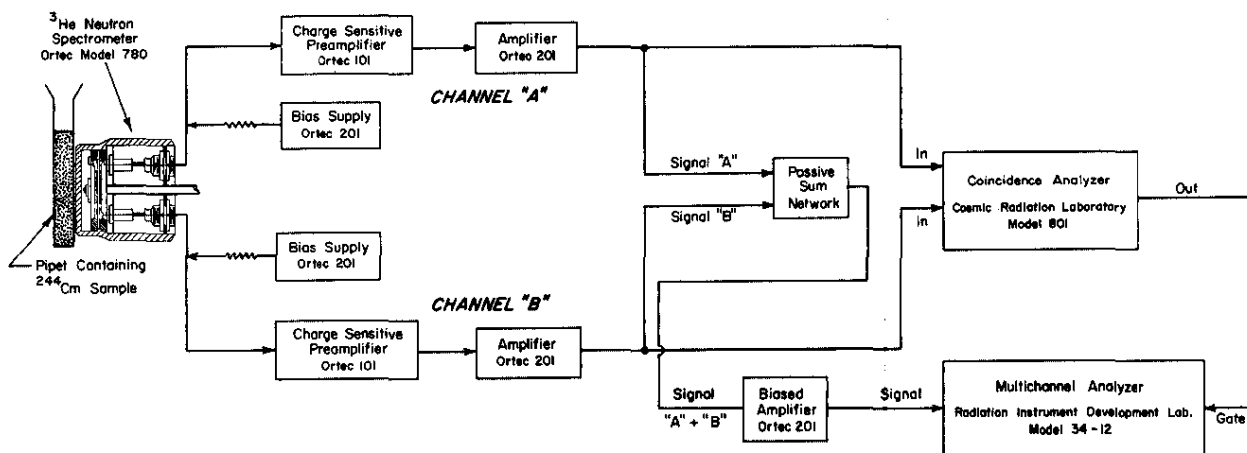 ³He Neutron
Spectrometer
Ortec Model 780
Charge Sensitive
Preamplifier
Ortec 101
Amplifier
Ortec 201
CHANNEL "A"
Bias Supply
Ortec 201
Signal "A"
Passive
Sum
Network
Signal "B"
In
Coincidence Analyzer
Cosmic Radiation Laboratory
Model 801
In
Out
Bias Supply
Ortec 201
Pipet Containing
²⁴⁴Cm Sample
CHANNEL "B"
Charge Sensitive
Preamplifier
Ortec 101
Amplifier
Ortec 201
Signal
"A" + "B"
Biased
Amplifier
Ortec 201
Signal
Multichannel Analyzer
Radiation Instrument Development Lab.
Model 34-12
Gate